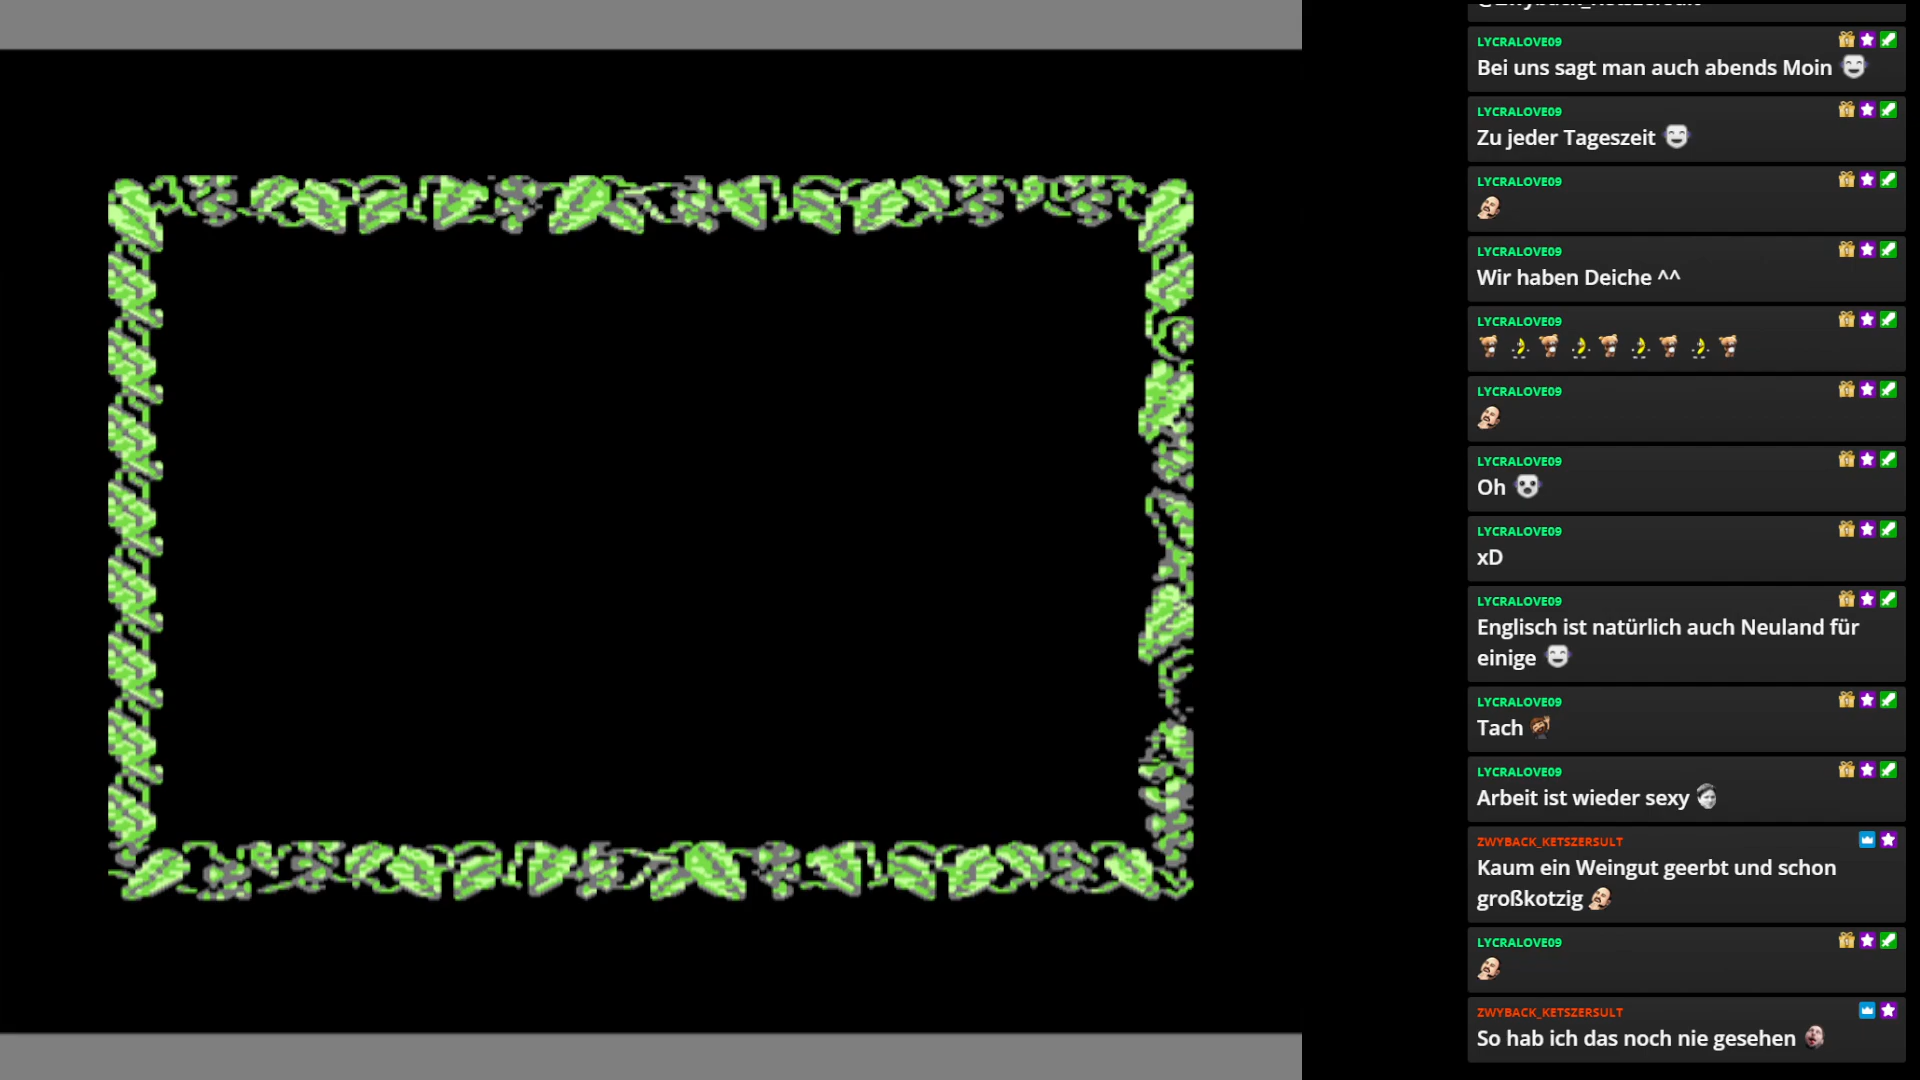 LYCRALOVE09
Bei uns sagt man auch abends Moin
LYCRALOVE09
Zu jeder Tageszeit
LYCRALOVE09
LYCRALOVE09
Wir haben Deiche ^^
LYCRALOVE09
LYCRALOVE09
LYCRALOVE09
Oh
LYCRALOVE09
xD
LYCRALOVE09
Englisch ist natürlich auch Neuland für
einige
LYCRALOVE09
Tach
LYCRALOVE09
Arbeit ist wieder sexy
ZWYBACK_KETSZERSULT
Kaum ein Weingut geerbt und schon
großkotzig
LYCRALOVE09
ZWYBACK_KETSZERSULT
So hab ich das noch nie gesehen